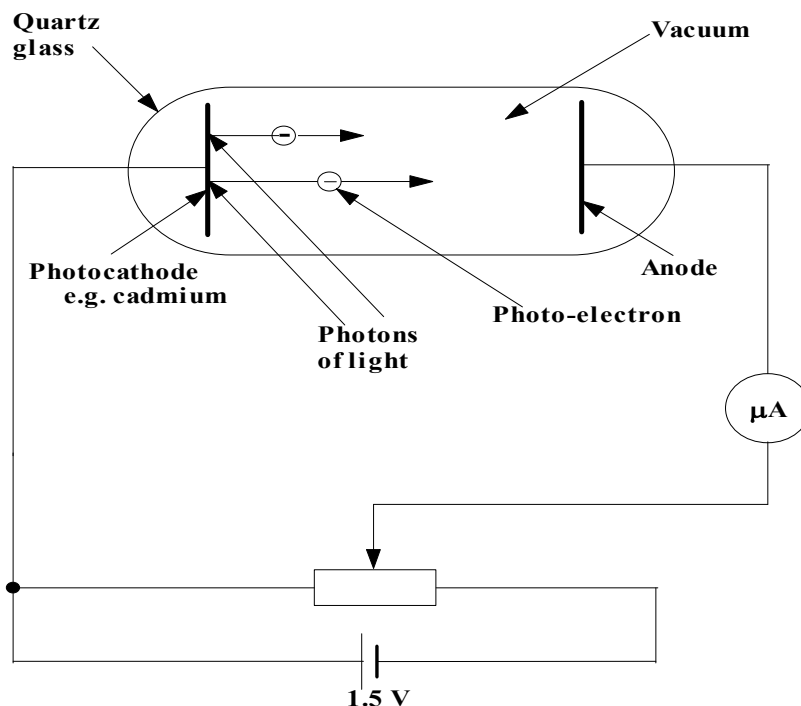 Quartz
glass
Vacuum
Photocathode
e.g. cadmium
Anode
Photo-electron
Photons
of light
μA
1.5 V